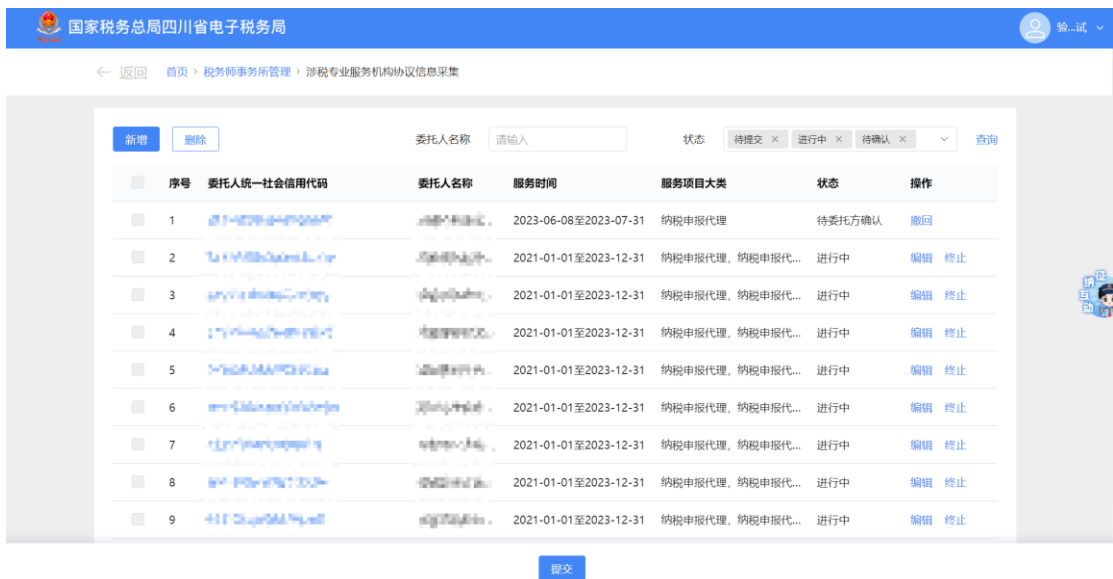 国家税务总局四川省电子税务局
验...试
返回 首页 > 税务师事务所管理 > 涉税专业服务机构协议信息采集
新增 删除 委托人名称 请输入 状态 待提交 × 进行中 × 待确认 × 查询
序号 委托人统一社会信用代码 委托人名称 服务时间 服务项目大类 状态 操作
1 2023-06-08至2023-07-31 纳税申报代理 待委托方确认 撤回
2 2021-01-01至2023-12-31 纳税申报代理, 纳税申报代... 进行中 编辑 终止
3 2021-01-01至2023-12-31 纳税申报代理, 纳税申报代... 进行中 编辑 终止
4 2021-01-01至2023-12-31 纳税申报代理, 纳税申报代... 进行中 编辑 终止
5 2021-01-01至2023-12-31 纳税申报代理, 纳税申报代... 进行中 编辑 终止
6 2021-01-01至2023-12-31 纳税申报代理, 纳税申报代... 进行中 编辑 终止
7 2021-01-01至2023-12-31 纳税申报代理, 纳税申报代... 进行中 编辑 终止
8 2021-01-01至2023-12-31 纳税申报代理, 纳税申报代... 进行中 编辑 终止
9 2021-01-01至2023-12-31 纳税申报代理, 纳税申报代... 进行中 编辑 终止
征纳互动
提交